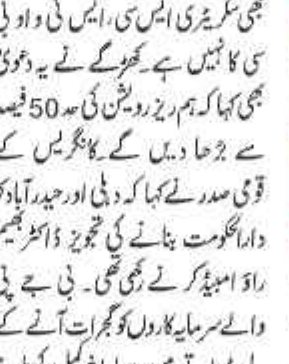 بھی سکریٹری ایس سی، ایس ٹی و او بی
سی کا نہیں ہے۔ کھڑگے نے یہ دعویٰ
بھی کہا کہ ہم ریزرویشن کی حد 50 فیصد
سے بڑھا دیں گے۔ کانگریس کے
قومی صدر نے کہا کہ دہلی اور حیدرآباد کو
دارالحکومت بنانے کی تجویز ڈاکٹر بھیم
راؤ امبیڈکر نے رکھی تھی۔ بی جے پی
والے سرمایہ کاروں کو گجرات آنے کے